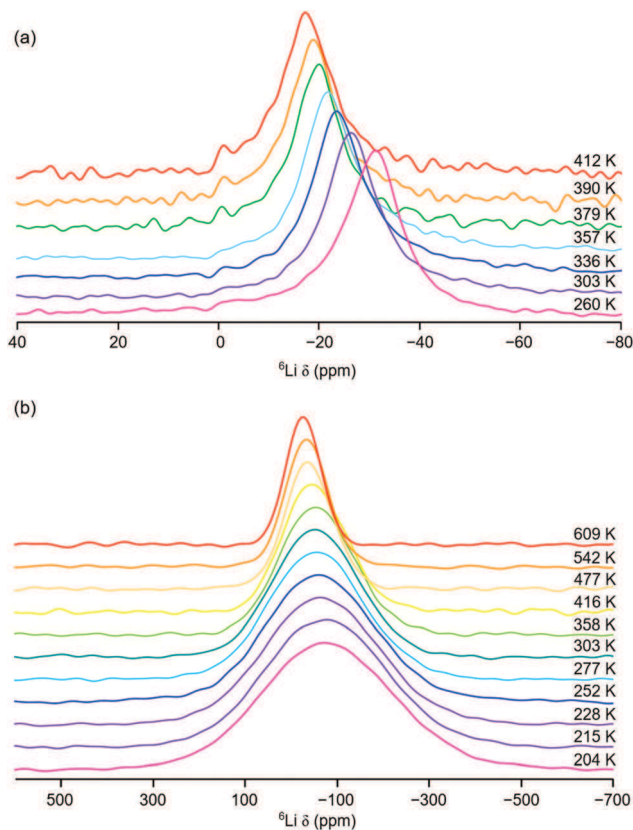 (a)
412 K
390 K
379 K
357 K
336 K
303 K
260 K
40 20 0 −20 −40 −60 −80
⁶Li δ (ppm)
(b)
609 K
542 K
477 K
416 K
358 K
303 K
277 K
252 K
228 K
215 K
204 K
500 300 100 −100 −300 −500 −700
⁶Li δ (ppm)